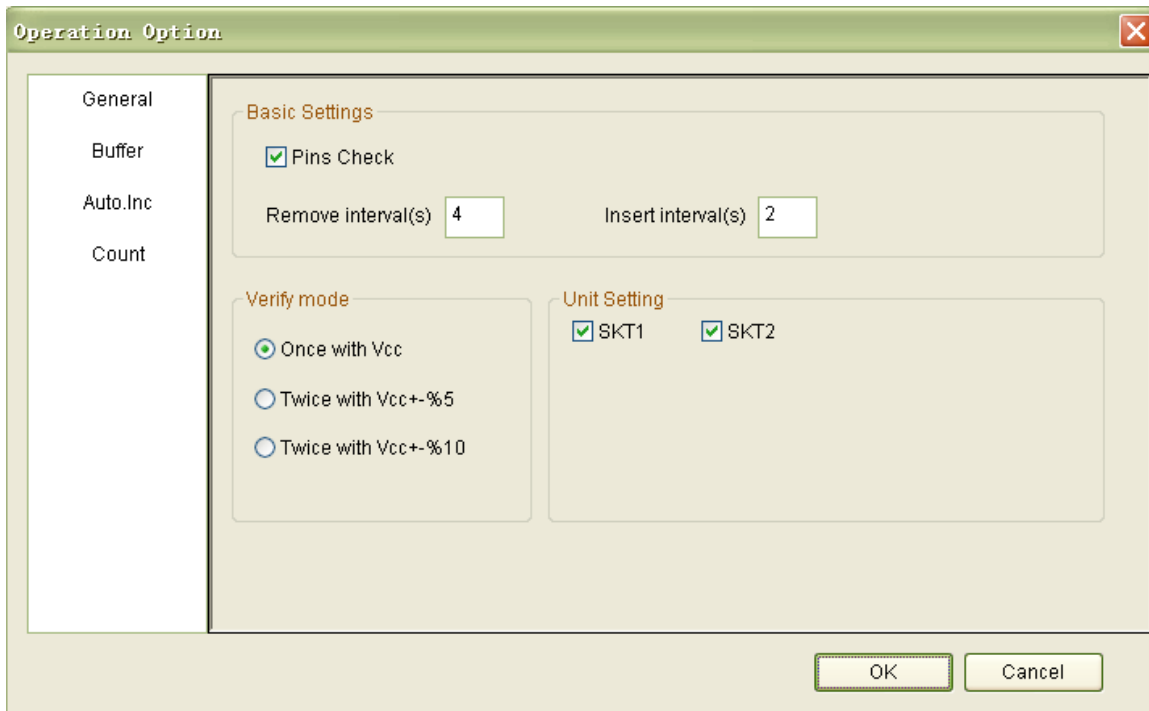 Operation Option
General
Buffer
Auto.Inc
Count
Basic Settings
Pins Check
Remove interval(s) 4 Insert interval(s) 2
Verify mode
Once with Vcc
Twice with Vcc+-%5
Twice with Vcc+-%10
Unit Setting
SKT1 SKT2
OK Cancel